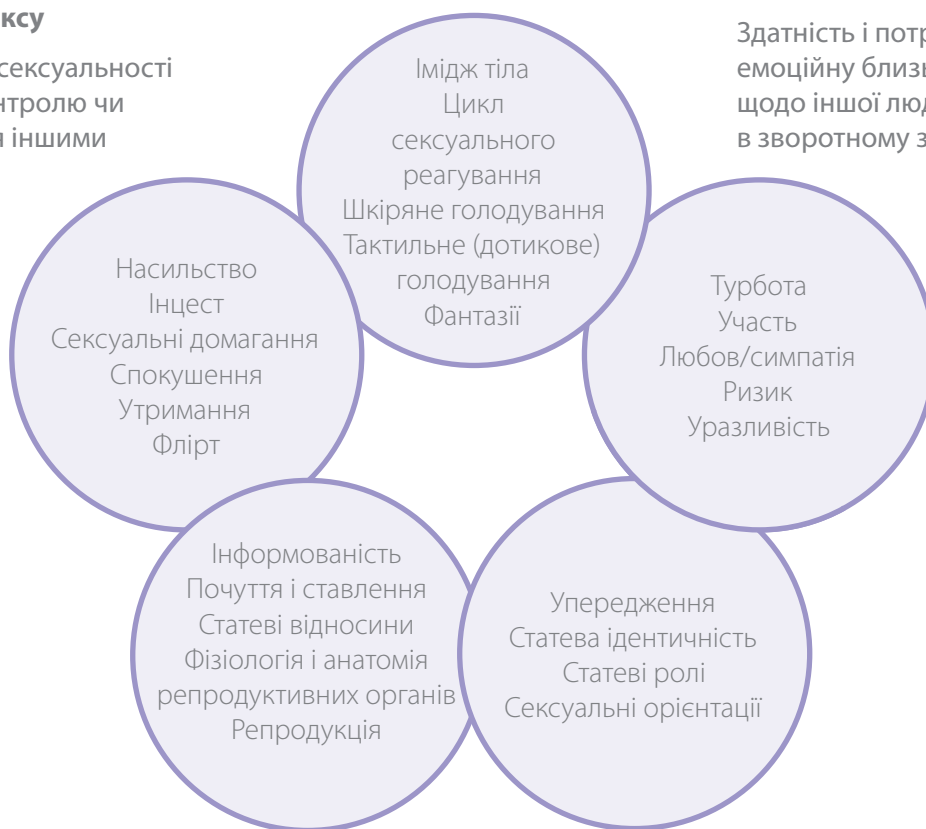 ксу
сексуальності
нтролю чи
я іншими
Здатність і потр
емоційну близь
щодо іншої люд
в зворотному з
Імідж тіла
Цикл
сексуального
реагування
Шкіряне голодування
Тактильне (дотикове)
голодування
Фантазії
Насильство
Інцест
Сексуальні домагання
Спокушення
Утримання
Флірт
Турбота
Участь
Любов/симпатія
Ризик
Уразливість
Інформованість
Почуття і ставлення
Статеві відносини
Фізіологія і анатомія
репродуктивних органів
Репродукція
Упередження
Статева ідентичність
Статеві ролі
Сексуальні орієнтації